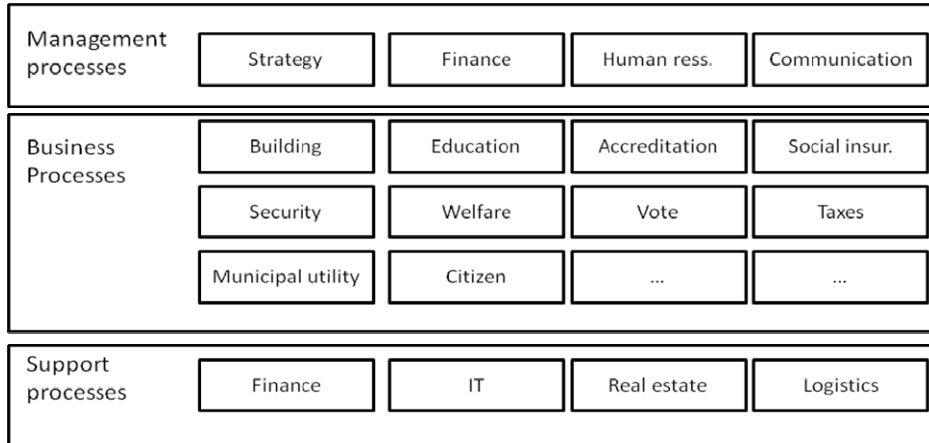 Management
processes
Strategy
Finance
Human ress.
Communication
Business
Processes
Building
Education
Accreditation
Social insur.
Security
Welfare
Vote
Taxes
Municipal utility
Citizen
...
...
Support
processes
Finance
IT
Real estate
Logistics